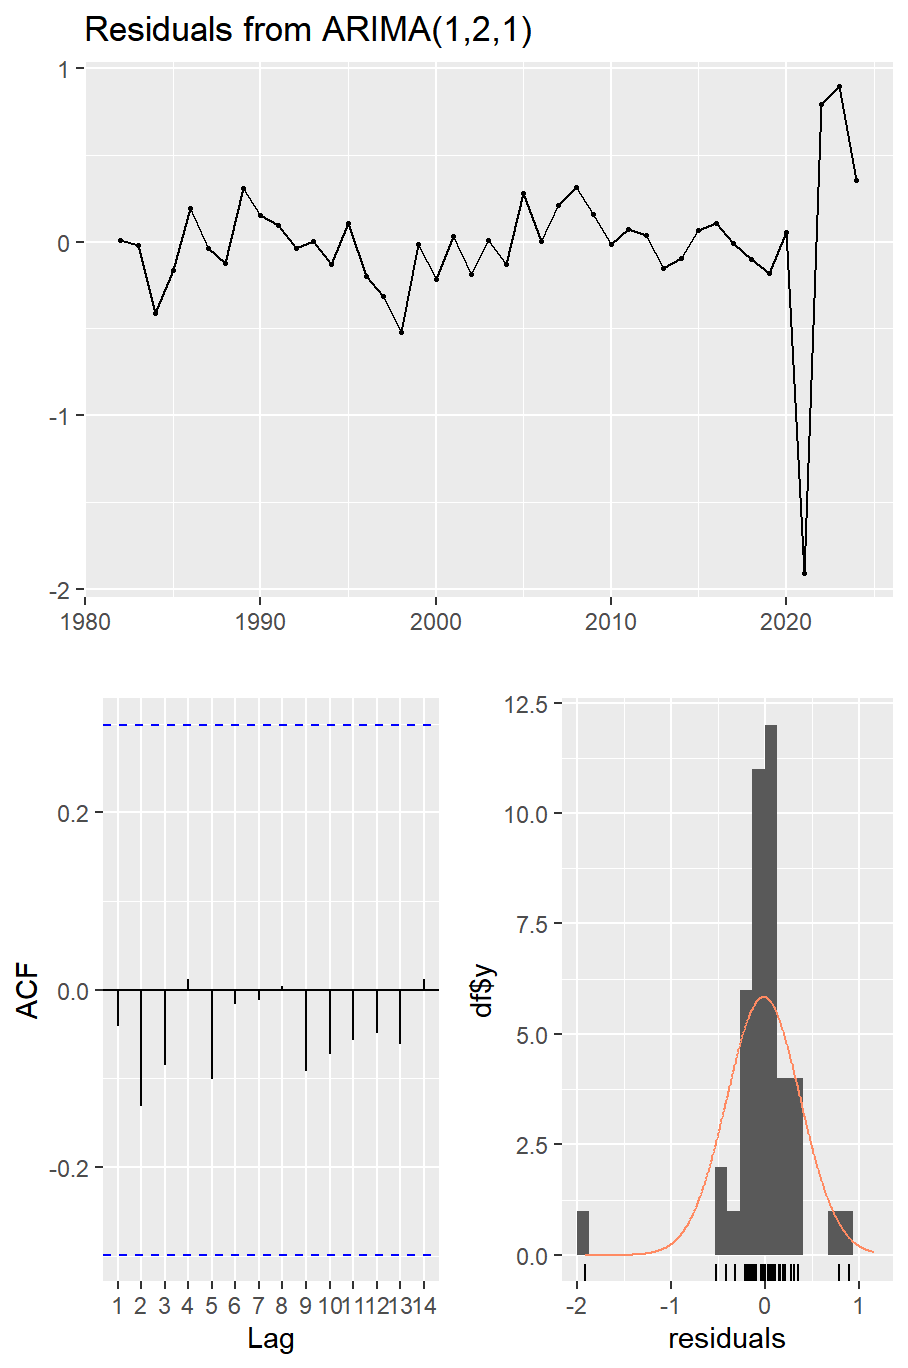 Residuals from ARIMA(1,2,1)
1
0
-1
-2
1980 1990 2000 2010 2020
ACF
0.2
0.0
-0.2
1 2 3 4 5 6 7 8 9 10 11 12 13 14
Lag
df$y
12.5
10.0
7.5
5.0
2.5
0.0
-2 -1 0 1
residuals